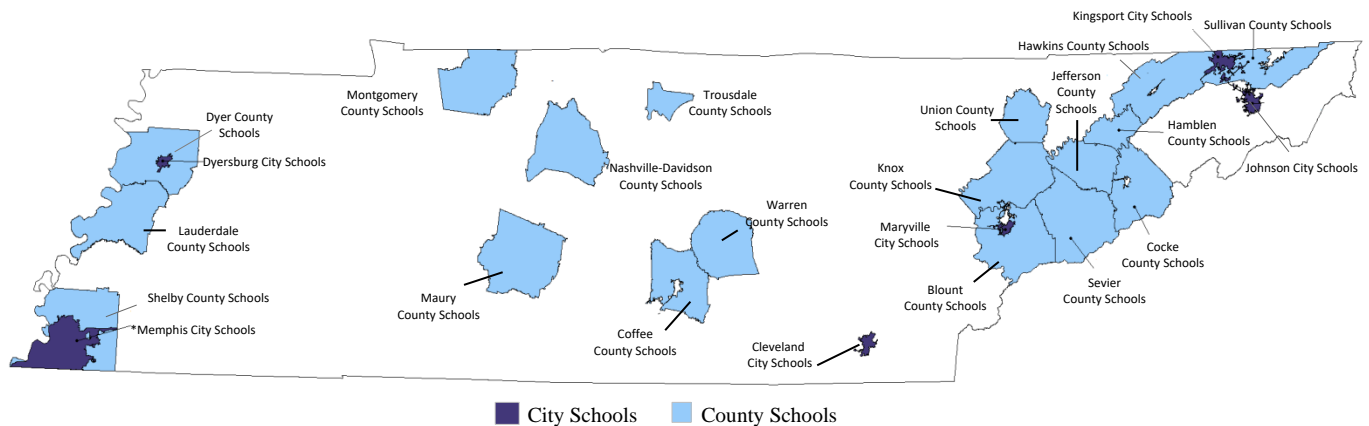 Kingsport City Schools
Sullivan County Schools
Hawkins County Schools
Jefferson
County
Schools
Montgomery
County Schools
Trousdale
County Schools
Union County
Schools
Dyer County
Schools
Hamblen
County Schools
Dyersburg City Schools
Nashville-Davidson
County Schools
Johnson City Schools
Knox
County Schools
Warren
County Schools
Maryville
City Schools
Lauderdale
County Schools
Cocke
County Schools
Sevier
County Schools
Blount
County Schools
Shelby County Schools
*Memphis City Schools
Maury
County Schools
Coffee
County Schools
Cleveland
City Schools
City Schools
County Schools